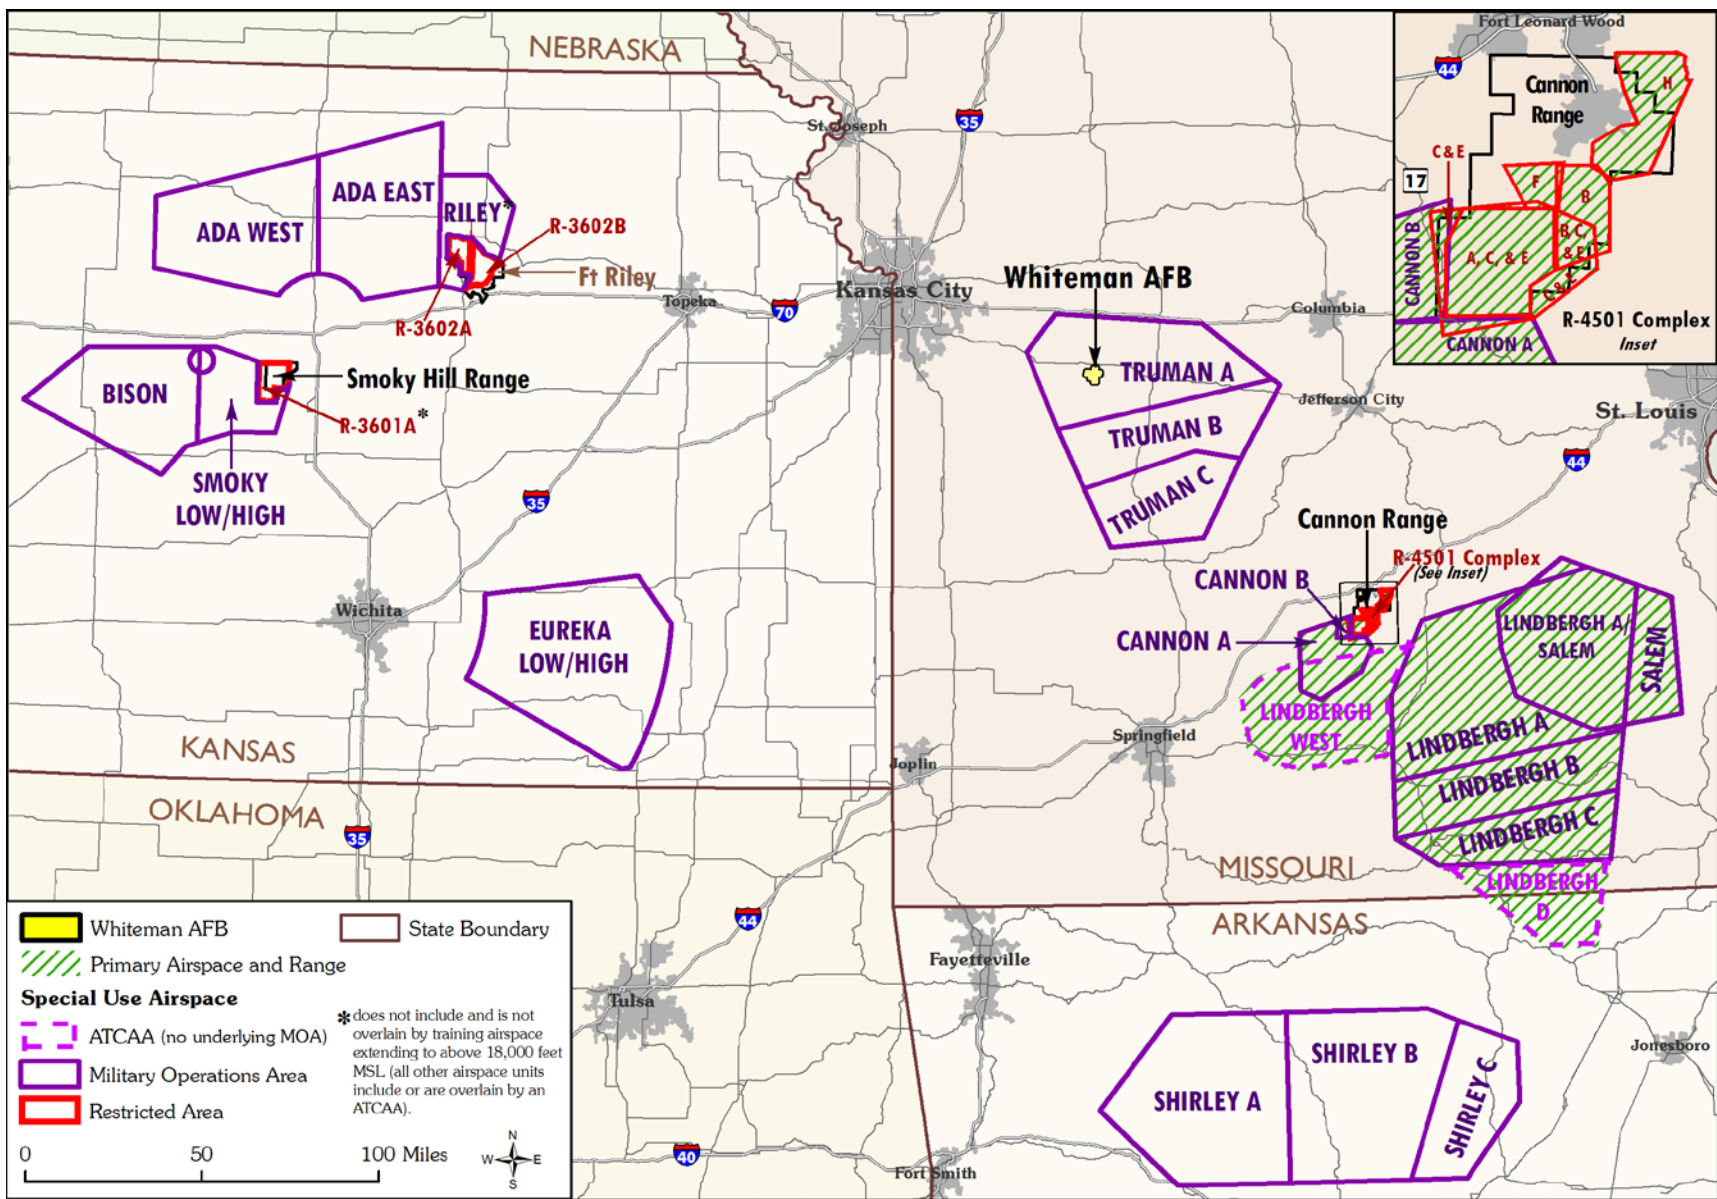 NEBRASKA
St. Joseph
35
ADA WEST
ADA EAST
RILEY*
R-3602B
Ft Riley
R-3602A
Topeka
70
Kansas City
Whiteman AFB
Columbia
Jefferson City
St. Louis
44
TRUMAN A
TRUMAN B
TRUMAN C
BISON
Smoky Hill Range
R-3601A*
SMOKY
LOW/HIGH
35
Wichita
EUREKA
LOW/HIGH
KANSAS
OKLAHOMA
35
Joplin
Springfield
Cannon Range
R-4501 Complex
(See Inset)
CANNON B
CANNON A
LINDBERGH
WEST
LINDBERGH A/
SALEM
SALEM
LINDBERGH A
LINDBERGH B
LINDBERGH C
LINDBERGH
D
MISSOURI
ARKANSAS
44
Tulsa
Fayetteville
Jonesboro
SHIRLEY A
SHIRLEY B
SHIRLEY C
40
Fort Smith
Fort Leonard Wood
44
Cannon
Range
H
C & E
17
F
B
B C
& E
A, C, & E
C & E
CANNON B
CANNON A
R-4501 Complex
Inset
Whiteman AFB
State Boundary
Primary Airspace and Range
Special Use Airspace
ATCAA (no underlying MOA)
Military Operations Area
Restricted Area
* does not include and is not
overlain by training airspace
extending to above 18,000 feet
MSL (all other airspace units
include or are overlain by an
ATCAA).
0
50
100 Miles
N
W
E
S